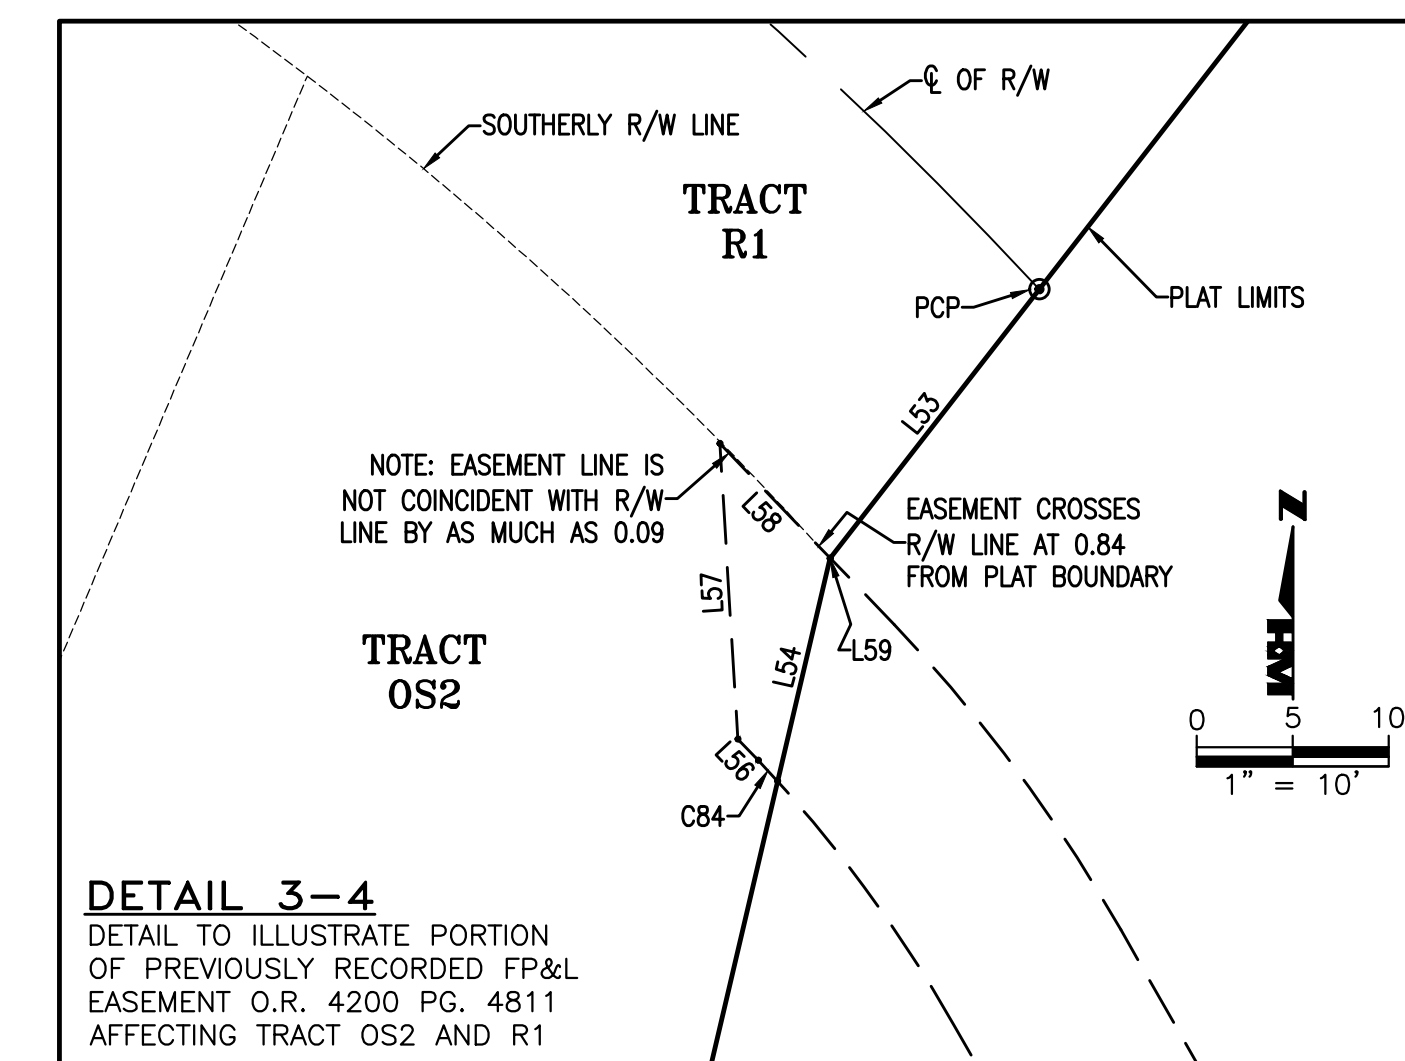 ℄ OF R/W
SOUTHERLY R/W LINE
TRACT
R1
PCP
PLAT LIMITS
L53
NOTE: EASEMENT LINE IS
NOT COINCIDENT WITH R/W
LINE BY AS MUCH AS 0.09
L58
EASEMENT CROSSES
R/W LINE AT 0.84
FROM PLAT BOUNDARY
N
L57
TRACT
OS2
L54
L59
HM
0 5 10
1" = 10'
L56
C84
DETAIL 3-4
DETAIL TO ILLUSTRATE PORTION
OF PREVIOUSLY RECORDED FP&L
EASEMENT O.R. 4200 PG. 4811
AFFECTING TRACT OS2 AND R1